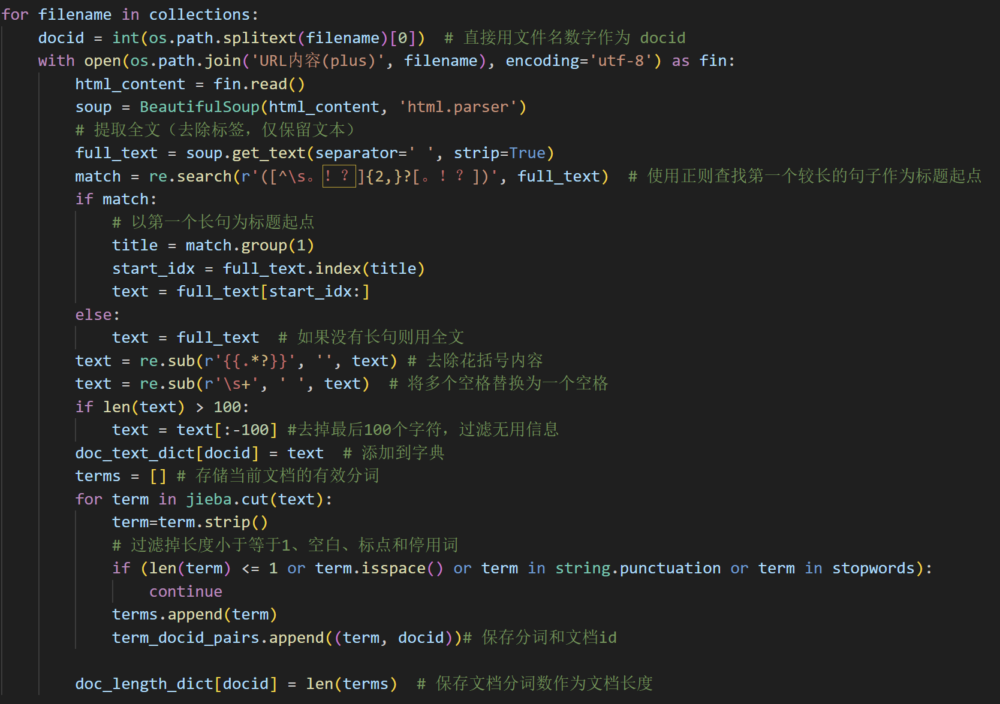 for filename in collections:
    docid = int(os.path.splitext(filename)[0])  # 直接用文件名数字作为 docid
    with open(os.path.join('URL内容(plus)', filename), encoding='utf-8') as fin:
        html_content = fin.read()
        soup = BeautifulSoup(html_content, 'html.parser')
        # 提取全文（去除标签，仅保留文本）
        full_text = soup.get_text(separator=' ', strip=True)
        match = re.search(r'([^\s。！？]{2,}?[。！？])', full_text)  # 使用正则查找第一个较长的句子作为标题起点
        if match:
            # 以第一个长句为标题起点
            title = match.group(1)
            start_idx = full_text.index(title)
            text = full_text[start_idx:]
        else:
            text = full_text  # 如果没有长句则用全文
        text = re.sub(r'{{.*?}}', '', text) # 去除花括号内容
        text = re.sub(r'\s+', ' ', text)  # 将多个空格替换为一个空格
        if len(text) > 100:
            text = text[:-100] #去掉最后100个字符，过滤无用信息
        doc_text_dict[docid] = text  # 添加到字典
        terms = [] # 存储当前文档的有效分词
        for term in jieba.cut(text):
            term=term.strip()
            # 过滤掉长度小于等于1、空白、标点和停用词
            if (len(term) <= 1 or term.isspace() or term in string.punctuation or term in stopwords):
                continue
            terms.append(term)
            term_docid_pairs.append((term, docid))# 保存分词和文档id
        doc_length_dict[docid] = len(terms)  # 保存文档分词数作为文档长度